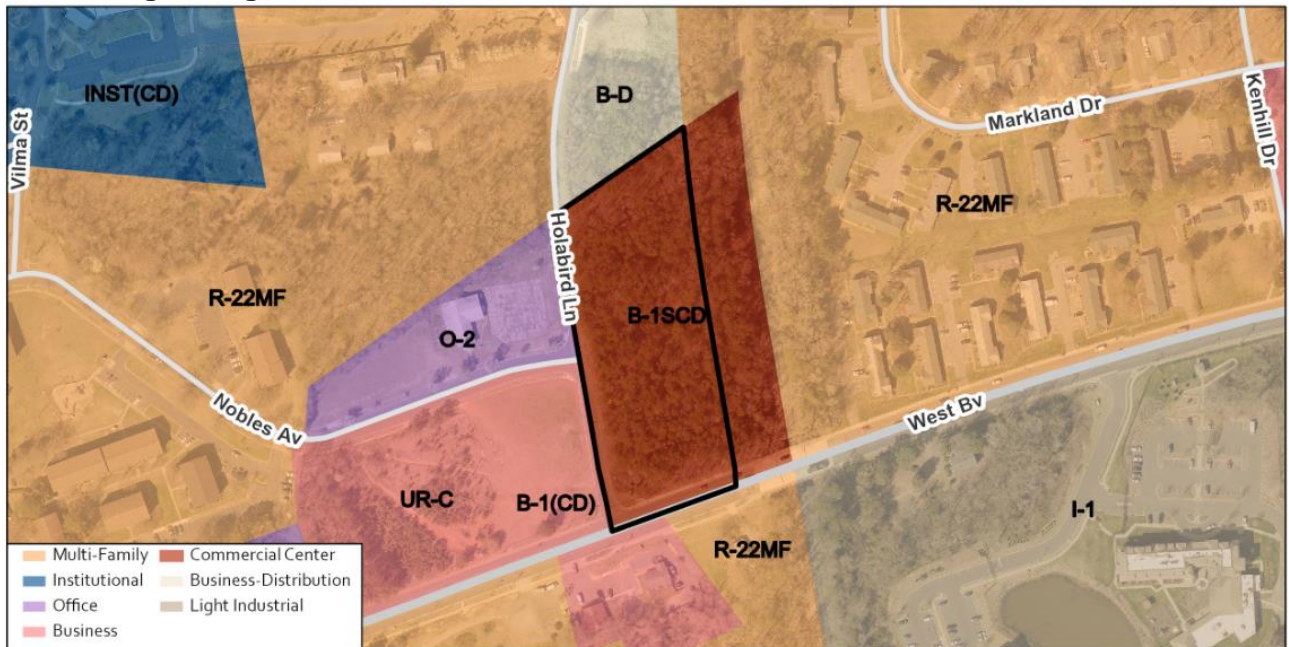 INST(CD)
B-D
Vilma St
Markland Dr
Kenhill Dr
R-22MF
Holabird Ln
R-22MF
B-1SCD
O-2
Nobles Av
West Bv
UR-C
B-1(CD)
I-1
R-22MF
Multi-Family
Institutional
Office
Business
Commercial Center
Business-Distribution
Light Industrial